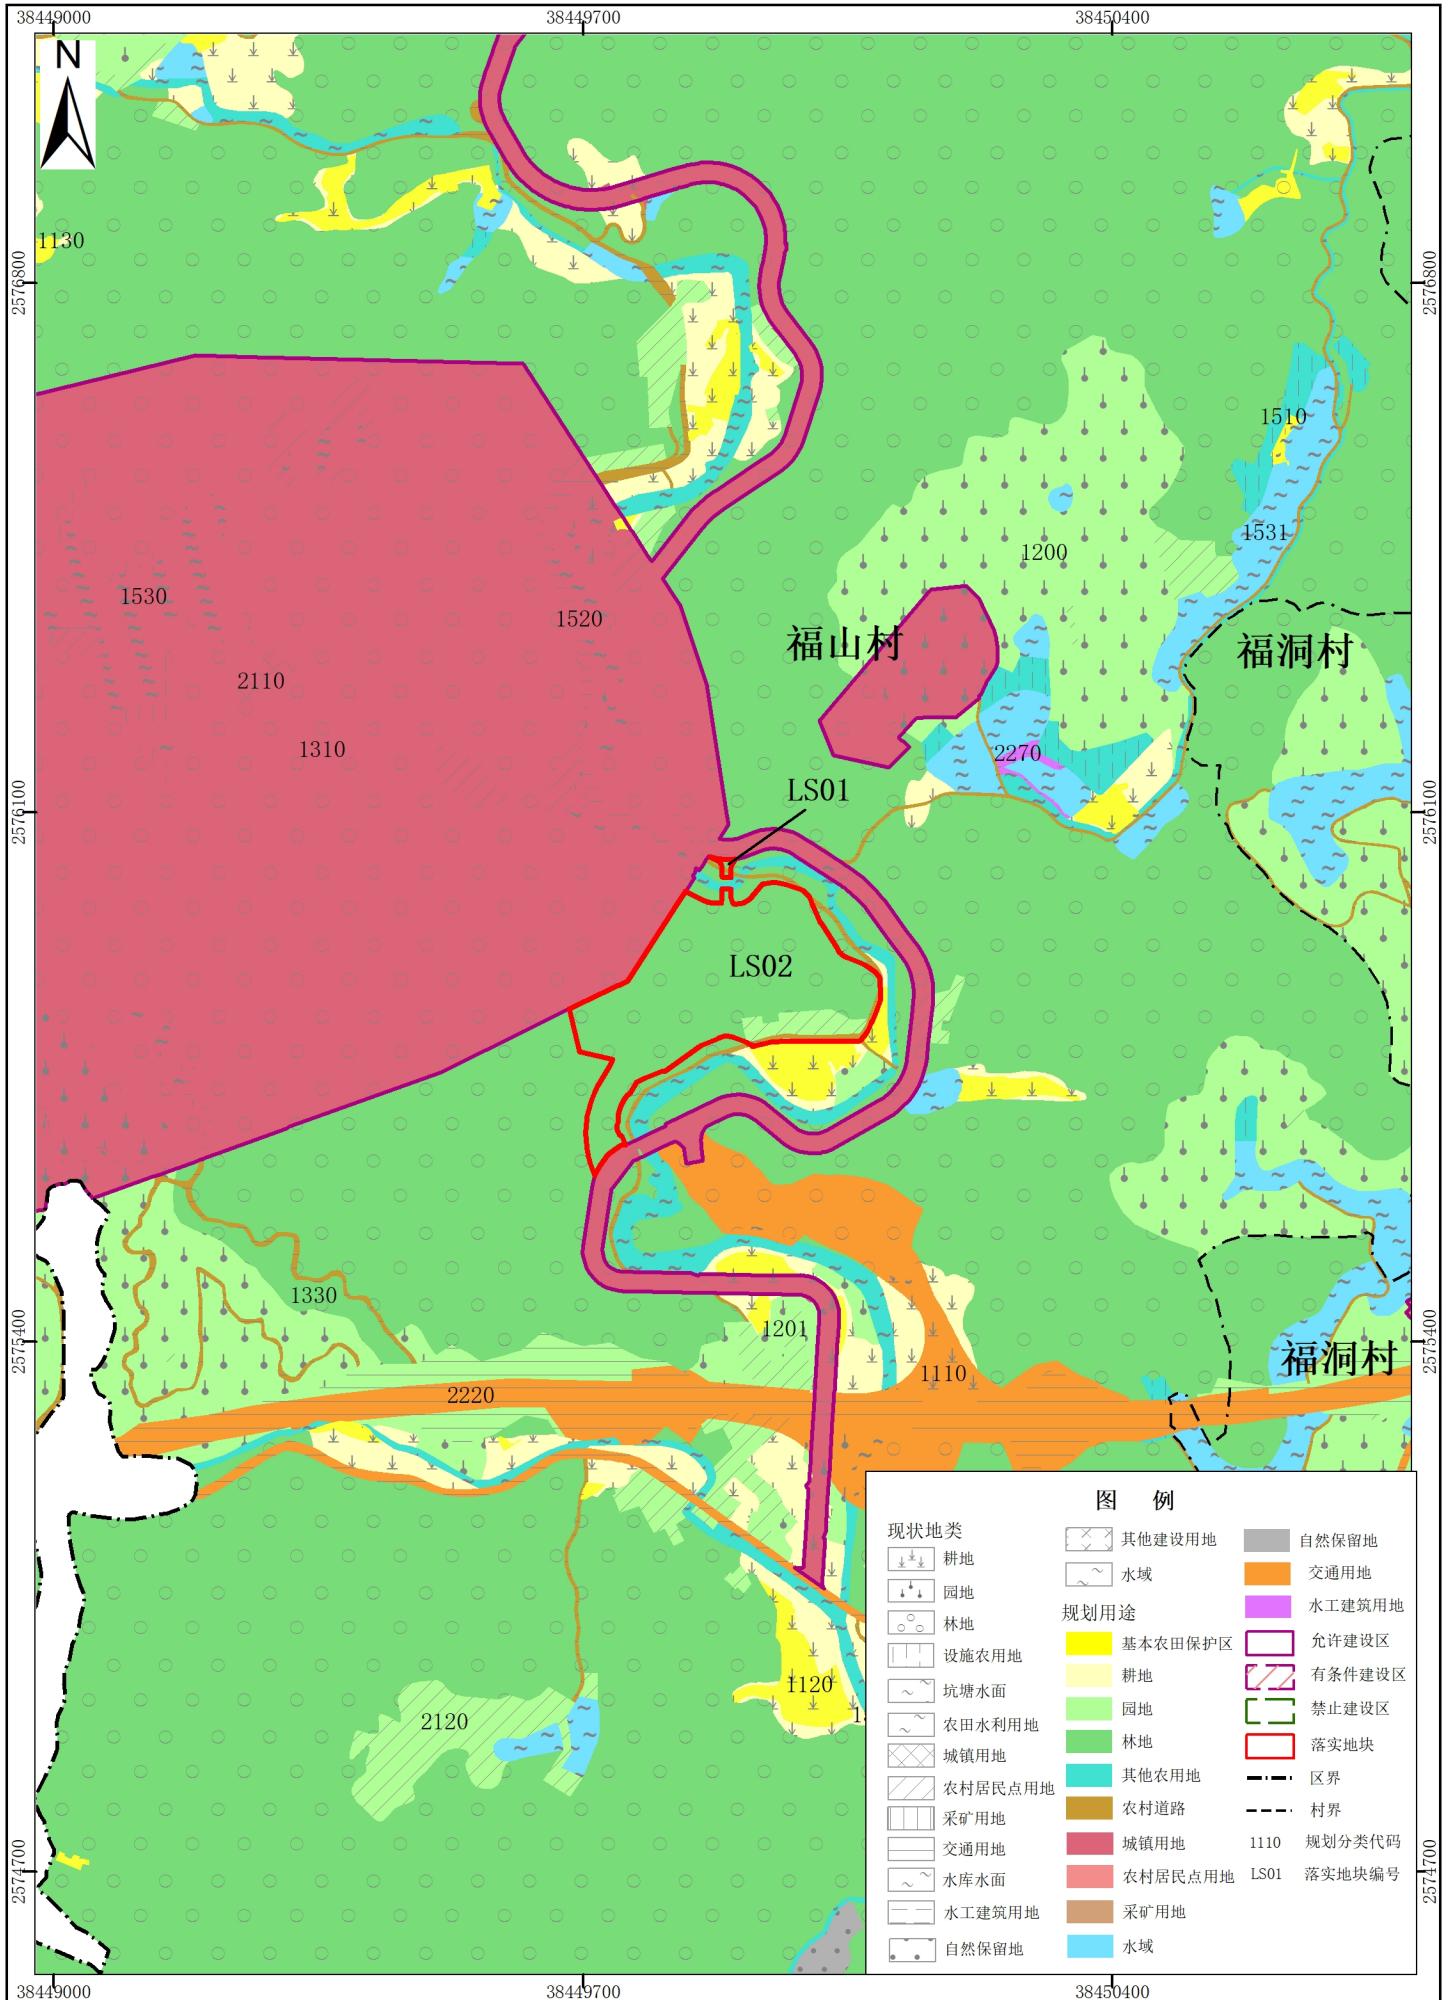 38449000
38449700
38450400
N
1130
2576800
2576800
1510
1531
1200
1530
1520
福山村
福洞村
2110
1310
2270
LS01
2576100
2576100
LS02
1330
1201
2575400
2575400
福洞村
1110
2220
1120
2120
2574700
2574700
图 例
现状地类
耕地
园地
林地
设施农用地
坑塘水面
农田水利用地
城镇用地
农村居民点用地
采矿用地
交通用地
水库水面
水工建筑用地
自然保留地
其他建设用地
水域
规划用途
基本农田保护区
耕地
园地
林地
其他农用地
农村道路
城镇用地
农村居民点用地
采矿用地
水域
自然保留地
交通用地
水工建筑用地
允许建设区
有条件建设区
禁止建设区
落实地块
区界
村界
1110 规划分类代码
LS01 落实地块编号
38449000
38449700
38450400